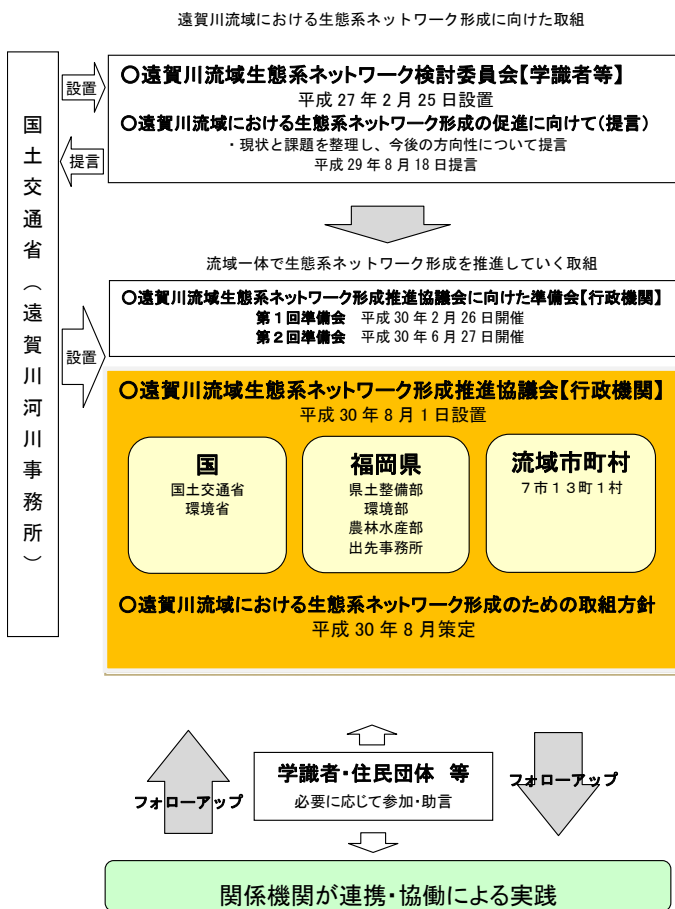 遠賀川流域における生態系ネットワーク形成に向けた取組
国土交通省（遠賀川河川事務所）
設置
提言
○遠賀川流域生態系ネットワーク検討委員会【学識者等】
平成27年2月25日設置
○遠賀川流域における生態系ネットワーク形成の促進に向けて(提言)
・現状と課題を整理し、今後の方向性について提言
平成29年8月18日提言
流域一体で生態系ネットワーク形成を推進していく取組
設置
○遠賀川流域生態系ネットワーク形成推進協議会に向けた準備会【行政機関】
第1回準備会 平成30年2月26日開催
第2回準備会 平成30年6月27日開催
○遠賀川流域生態系ネットワーク形成推進協議会【行政機関】
平成30年8月1日設置
国
国土交通省
環境省
福岡県
県土整備部
環境部
農林水産部
出先事務所
流域市町村
7市13町1村
○遠賀川流域における生態系ネットワーク形成のための取組方針
平成30年8月策定
フォローアップ
学識者・住民団体 等
必要に応じて参加・助言
フォローアップ
関係機関が連携・協働による実践